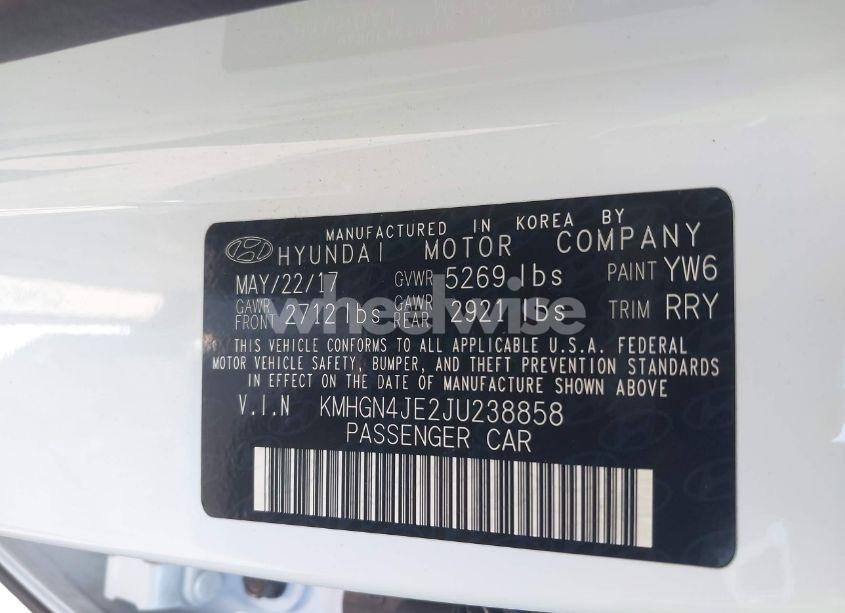 MANUFACTURED IN KOREA BY
HYUNDAI MOTOR COMPANY
MAY/22/17 GVWR 5269 lbs PAINT YW6
GAWR FRONT 2712 lbs GAWR REAR 2921 lbs TRIM RRY
wheelwise
THIS VEHICLE CONFORMS TO ALL APPLICABLE U.S.A. FEDERAL
MOTOR VEHICLE SAFETY, BUMPER, AND THEFT PREVENTION STANDARDS
IN EFFECT ON THE DATE OF MANUFACTURE SHOWN ABOVE
V.I.N KMHGN4JE2JU238858
PASSENGER CAR